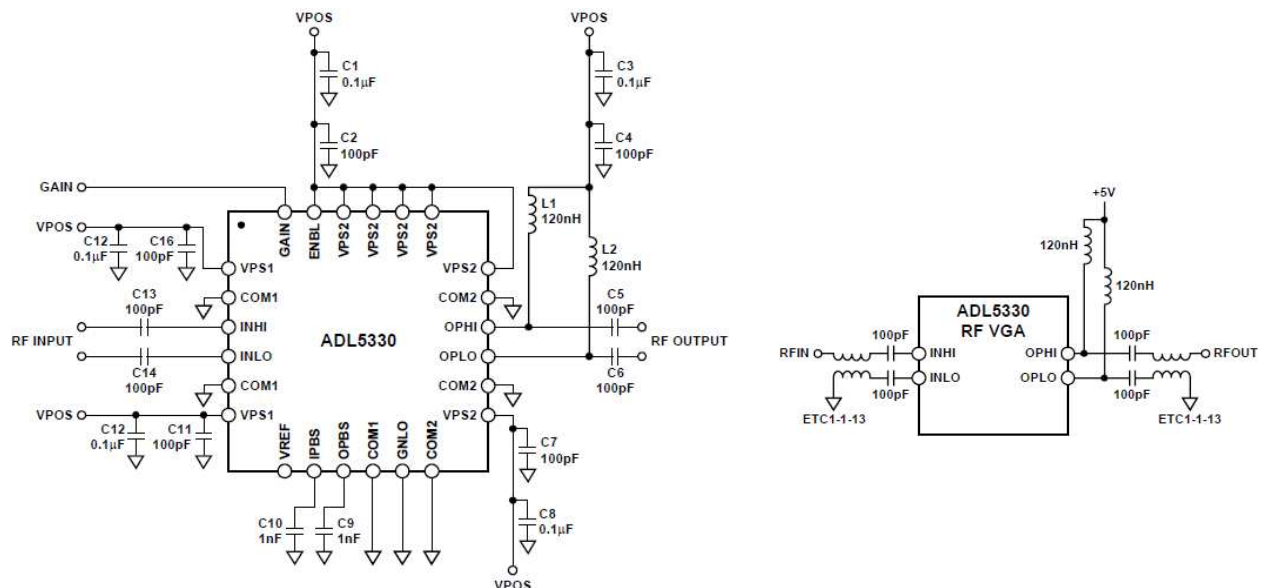 VPOS
C1
0.1µF
C2
100pF
VPOS
C3
0.1µF
C4
100pF
GAIN
VPOS
C12
0.1µF
C16
100pF
GAIN
ENBL
VPS2
VPS2
VPS2
VPS2
L1
120nH
L2
120nH
VPS1
COM1
INHI
INLO
COM1
VPS1
ADL5330
VPS2
COM2
OPHI
OPLO
COM2
VPS2
C13
100pF
RF INPUT
C14
100pF
C5
100pF
RF OUTPUT
C6
100pF
VPOS
C12
0.1µF
C11
100pF
VREF
IPBS
OPBS
COM1
GNLO
COM2
C10
1nF
C9
1nF
C7
100pF
C8
0.1µF
VPOS
+5V
120nH
120nH
ADL5330
RF VGA
RFIN
100pF
INHI
INLO
100pF
ETC1-1-13
OPHI
OPLO
100pF
RFOUT
100pF
ETC1-1-13